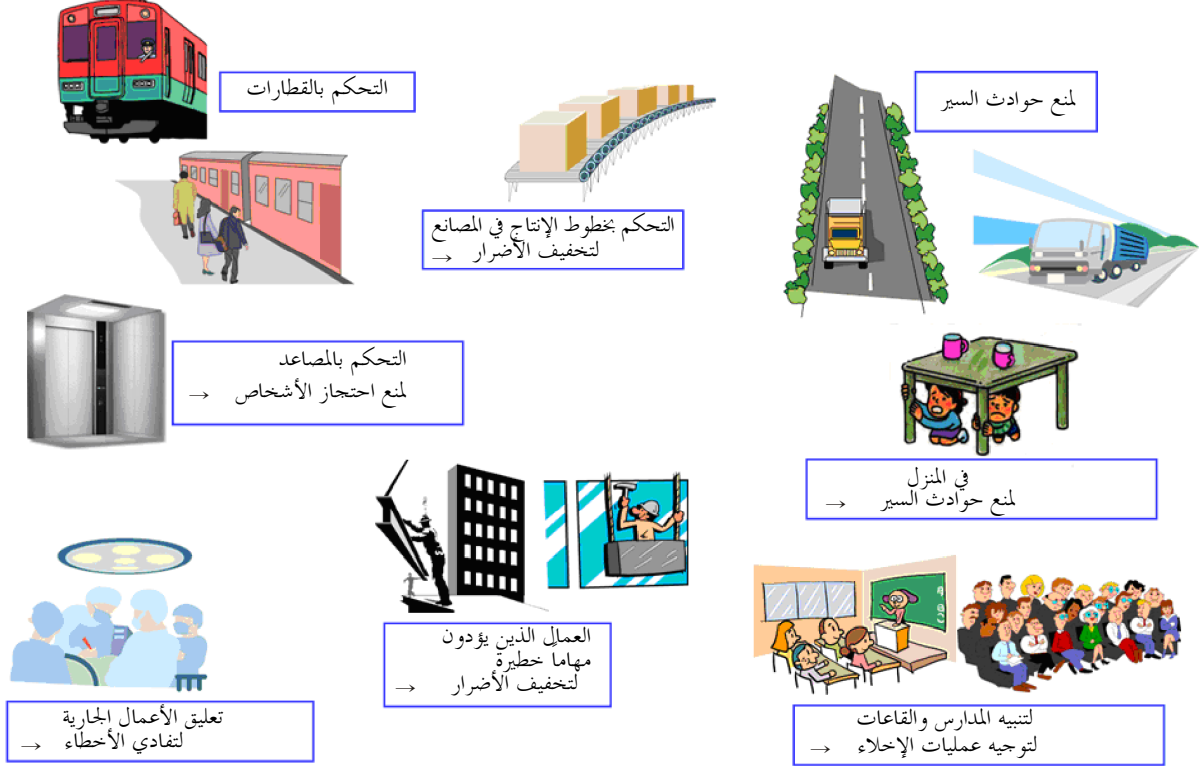 التحكم بالقطارات
لمنع حوادث السير
التحكم بخطوط الإنتاج في المصانع
لتخفيف الأضرار →
التحكم بالمصاعد
لمنع احتجاز الأشخاص →
في المنزل
لمنع حوادث السير →
العمال الذين يؤدون
مهاماً خطيرة
لتخفيف الأضرار →
تعليق الأعمال الجارية
لتفادي الأخطاء →
لتنبيه المدارس والقاعات
لتوجيه عمليات الإخلاء →